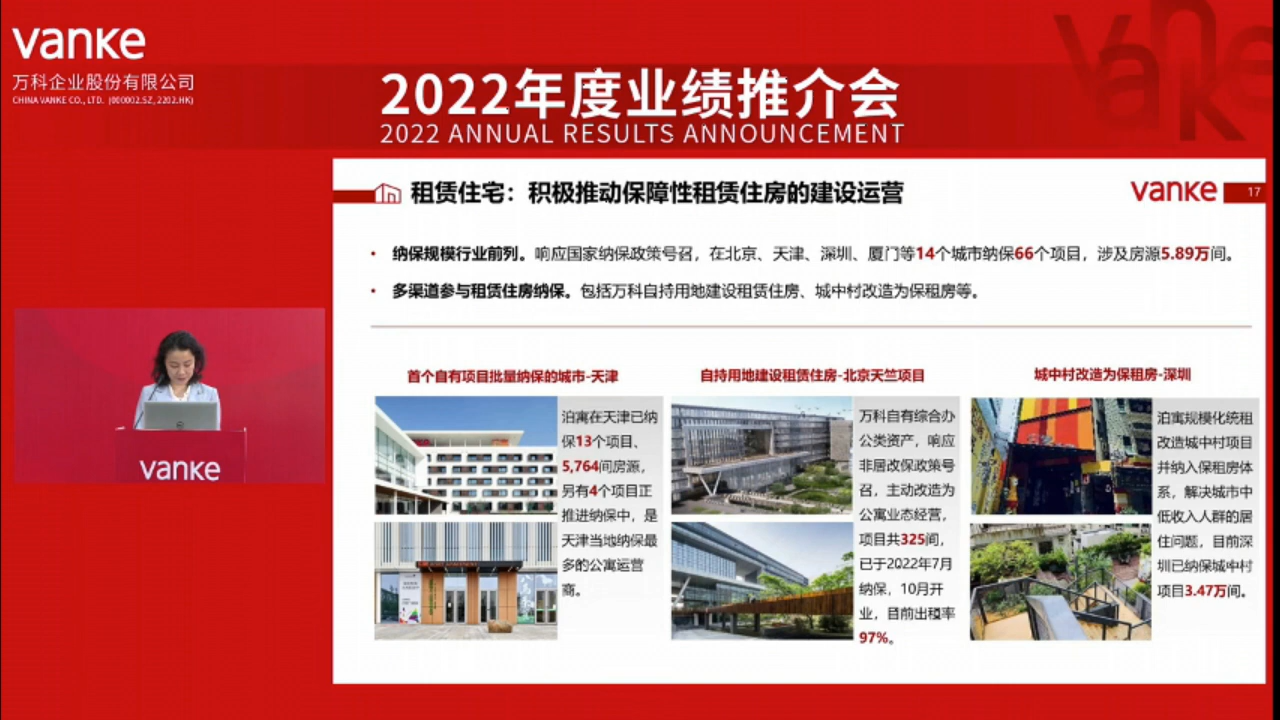 vanke
万科企业股份有限公司
CHINA VANKE CO., LTD. (000002.SZ, 2202.HK)
2022年度业绩推介会
2022 ANNUAL RESULTS ANNOUNCEMENT
租赁住宅：积极推动保障性租赁住房的建设运营
vanke
17
• 纳保规模行业前列。响应国家纳保政策号召，在北京、天津、深圳、厦门等14个城市纳保66个项目，涉及房源5.89万间。
• 多渠道参与租赁住房纳保。包括万科自持用地建设租赁住房、城中村改造为保租房等。
首个自有项目批量纳保的城市-天津
泊寓在天津已纳
保13个项目、
5,764间房源，
另有4个项目正
推进纳保中，是
天津当地纳保最
多的公寓运营
商。
自持用地建设租赁住房-北京天竺项目
万科自有综合办
公类资产，响应
非居改保政策号
召，主动改造为
公寓业态经营，
项目共325间，
已于2022年7月
纳保，10月开
业，目前出租率
97%。
城中村改造为保租房-深圳
泊寓规模化统租
改造城中村项目
并纳入保租房体
系，解决城市中
低收入人群的居
住问题，目前深
圳已纳保城中村
项目3.47万间。
vanke